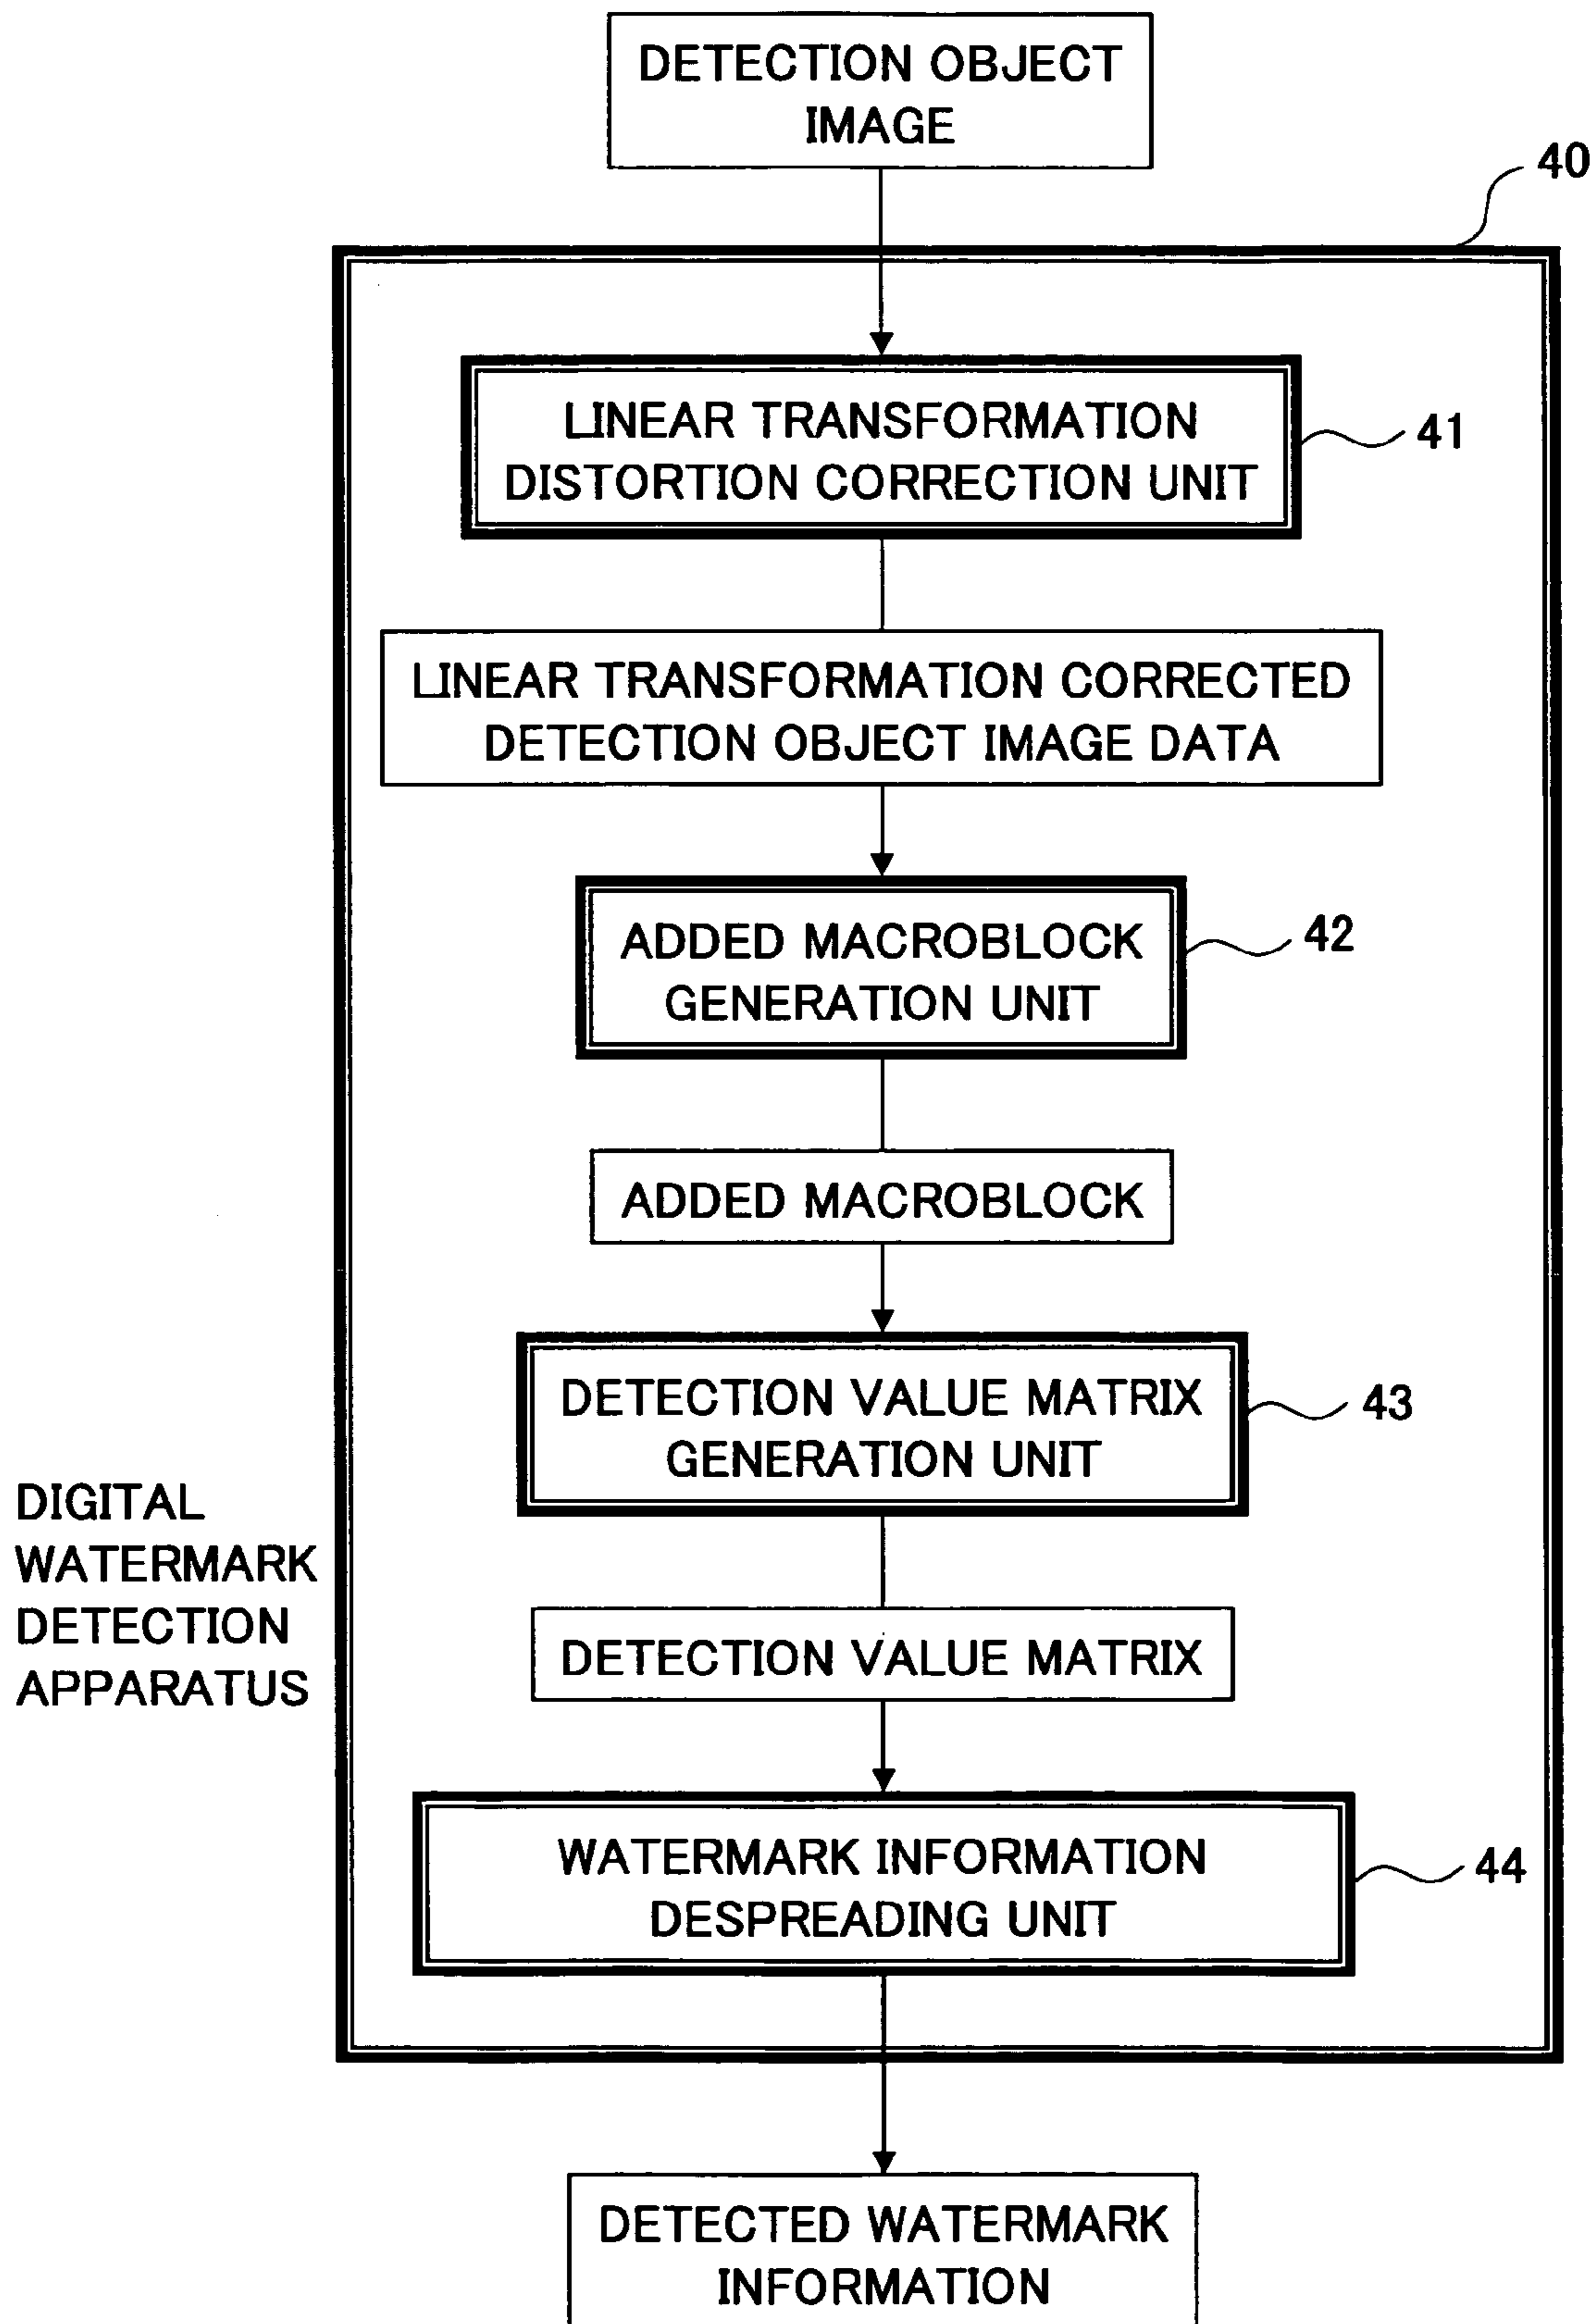 DETECTION OBJECT
IMAGE
40
LINEAR TRANSFORMATION
DISTORTION CORRECTION UNIT
41
LINEAR TRANSFORMATION CORRECTED
DETECTION OBJECT IMAGE DATA
ADDED MACROBLOCK
GENERATION UNIT
42
ADDED MACROBLOCK
DETECTION VALUE MATRIX
GENERATION UNIT
43
DIGITAL
WATERMARK
DETECTION
APPARATUS
DETECTION VALUE MATRIX
WATERMARK INFORMATION
DESPREADING UNIT
44
DETECTED WATERMARK
INFORMATION